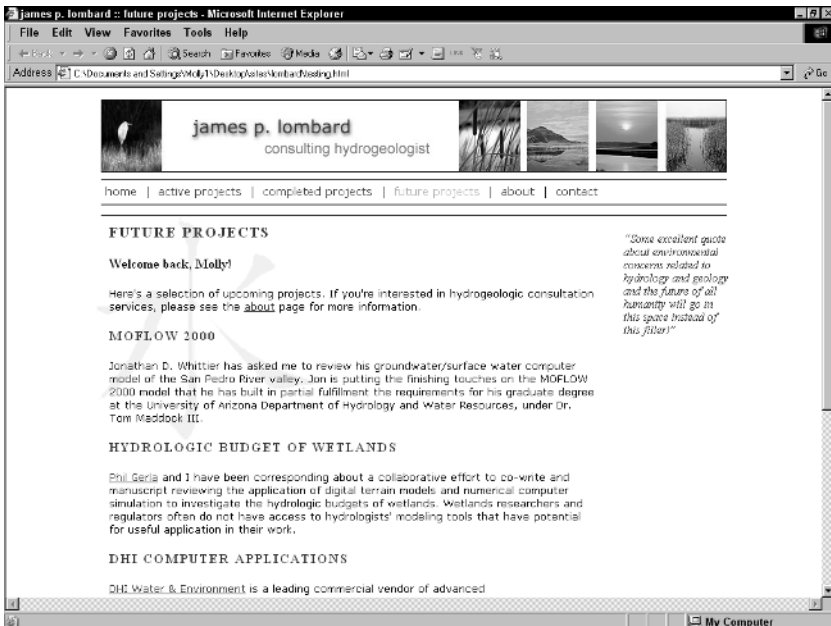 james p. lombard :: future projects - Microsoft Internet Explorer
File Edit View Favorites Tools Help
Back Search Favorites Media
Address C:\Documents and Settings\Molly1\Desktop\sites\lombard\testing.html Go
james p. lombard
consulting hydrogeologist
home | active projects | completed projects | future projects | about | contact
水
FUTURE PROJECTS
Welcome back, Molly!
Here's a selection of upcoming projects. If you're interested in hydrogeologic consultation
services, please see the about page for more information.
MOFLOW 2000
Jonathan D. Whittier has asked me to review his groundwater/surface water computer
model of the San Pedro River valley. Jon is putting the finishing touches on the MOFLOW
2000 model that he has built in partial fulfillment the requirements for his graduate degree
at the University of Arizona Department of Hydrology and Water Resources, under Dr.
Tom Maddock III.
HYDROLOGIC BUDGET OF WETLANDS
Phil Gerla and I have been corresponding about a collaborative effort to co-write and
manuscript reviewing the application of digital terrain models and numerical computer
simulation to investigate the hydrologic budgets of wetlands. Wetlands researchers and
regulators often do not have access to hydrologists' modeling tools that have potential
for useful application in their work.
DHI COMPUTER APPLICATIONS
DHI Water & Environment is a leading commercial vendor of advanced
"Some excellent quote
about environmental
concerns related to
hydrology and geology
and the future of all
humanity will go in
this space instead of
this filler!"
My Computer